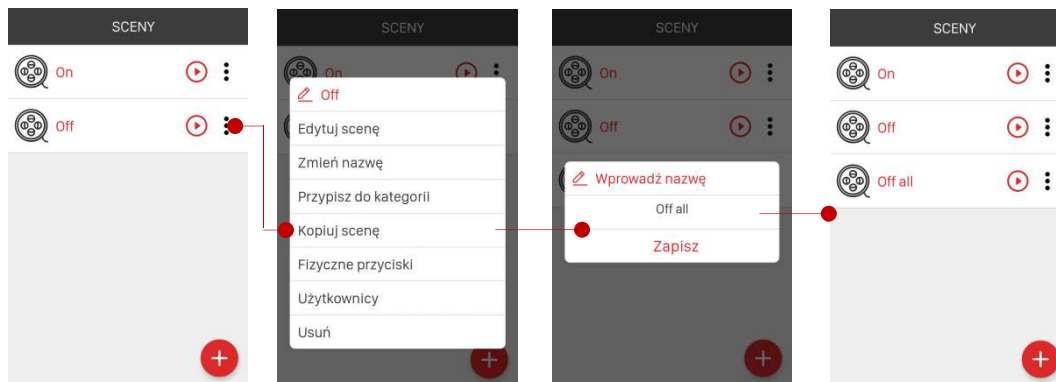 SCENY
On
Off
SCENY
On
Off
Edytuj scenę
Zmień nazwę
Przypisz do kategorii
Kopiuj scenę
Fizyczne przyciski
Użytkownicy
Usuń
SCENY
On
Off
Wprowadź nazwę
Off all
Zapisz
SCENY
On
Off
Off all